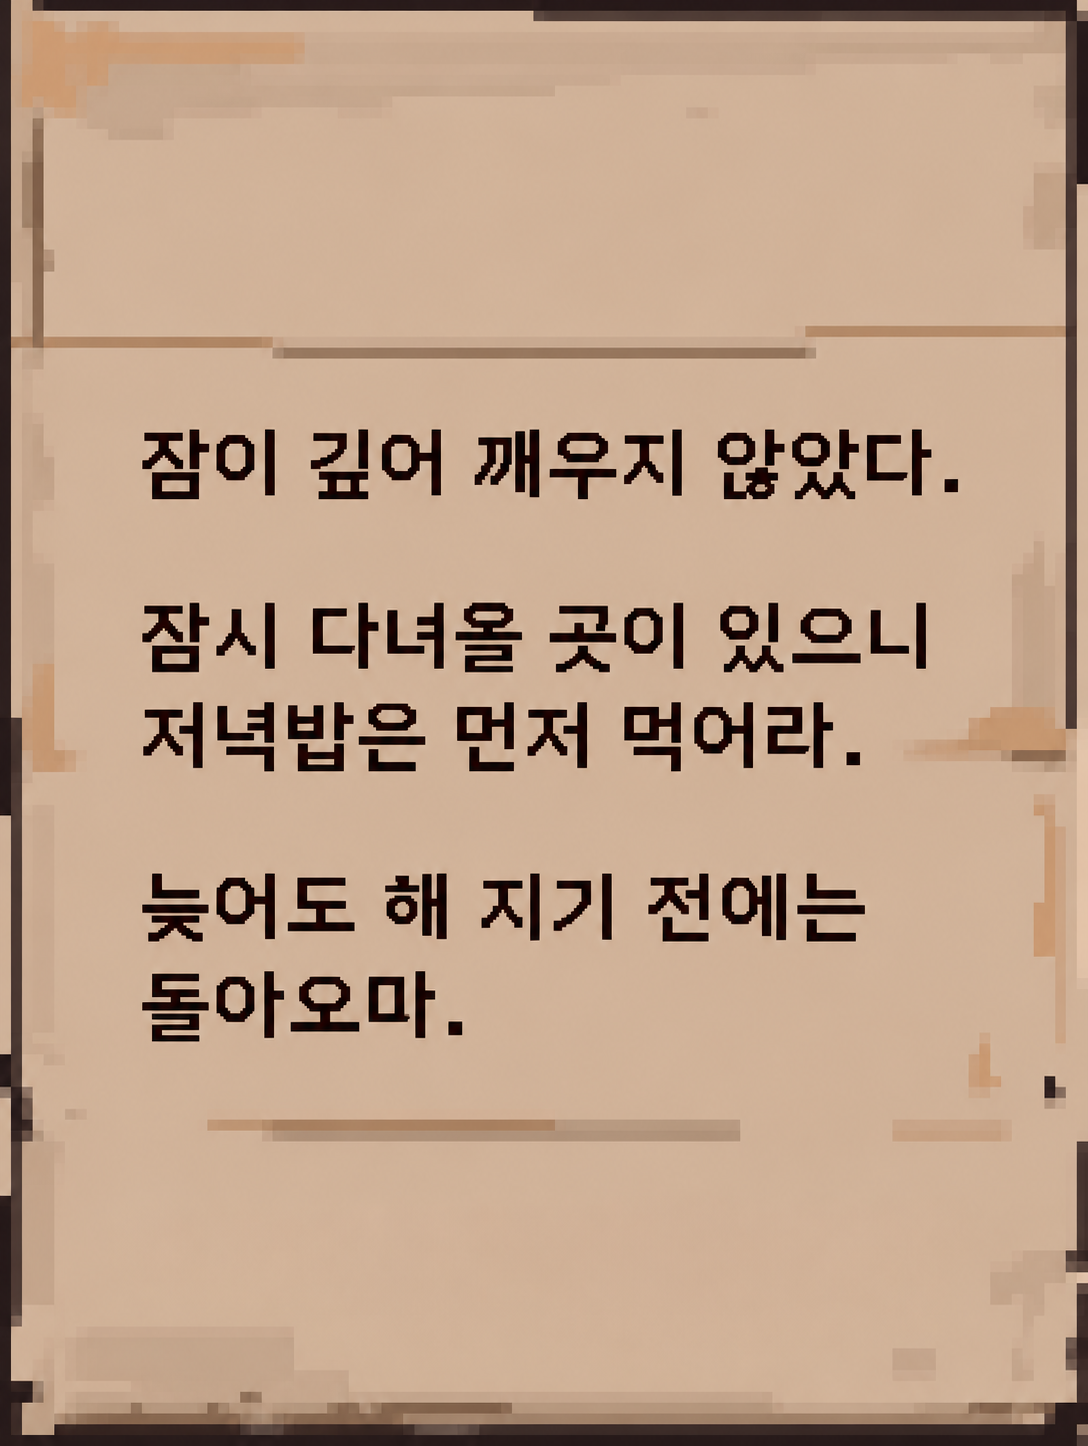 잠이 깊어 깨우지 않았다.
잠시 다녀올 곳이 있으니
저녁밥은 먼저 먹어라.
늦어도 해 지기 전에는
돌아오마.